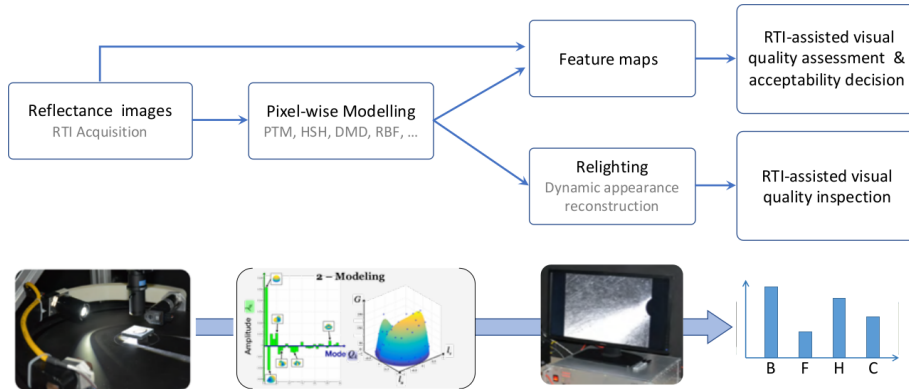 Reflectance images
RTI Acquisition
Pixel-wise Modelling
PTM, HSH, DMD, RBF, ...
Feature maps
RTI-assisted visual
quality assessment &
acceptability decision
Relighting
Dynamic appearance
reconstruction
RTI-assisted visual
quality inspection
2 – Modeling
Amplitude
Mode
G
B F H C